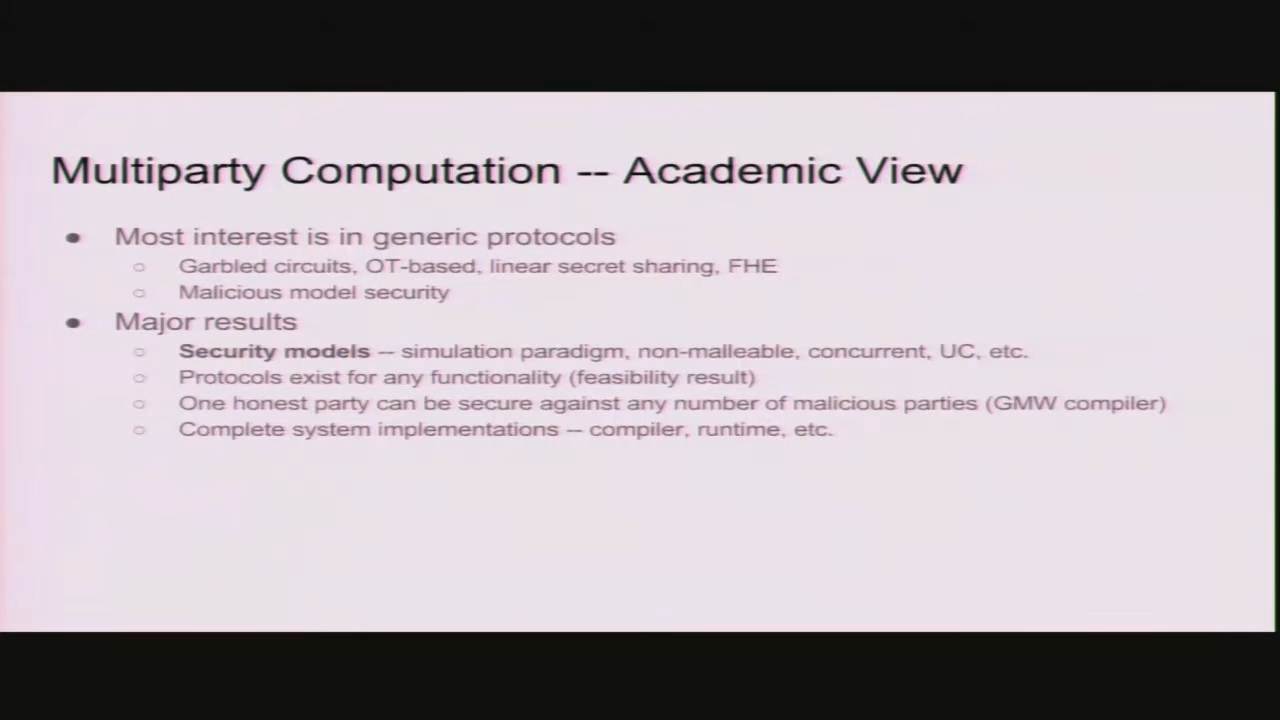 Multiparty Computation -- Academic View
● Most interest is in generic protocols
○ Garbled circuits, OT-based, linear secret sharing, FHE
○ Malicious model security
● Major results
○ Security models -- simulation paradigm, non-malleable, concurrent, UC, etc.
○ Protocols exist for any functionality (feasibility result)
○ One honest party can be secure against any number of malicious parties (GMW compiler)
○ Complete system implementations -- compiler, runtime, etc.